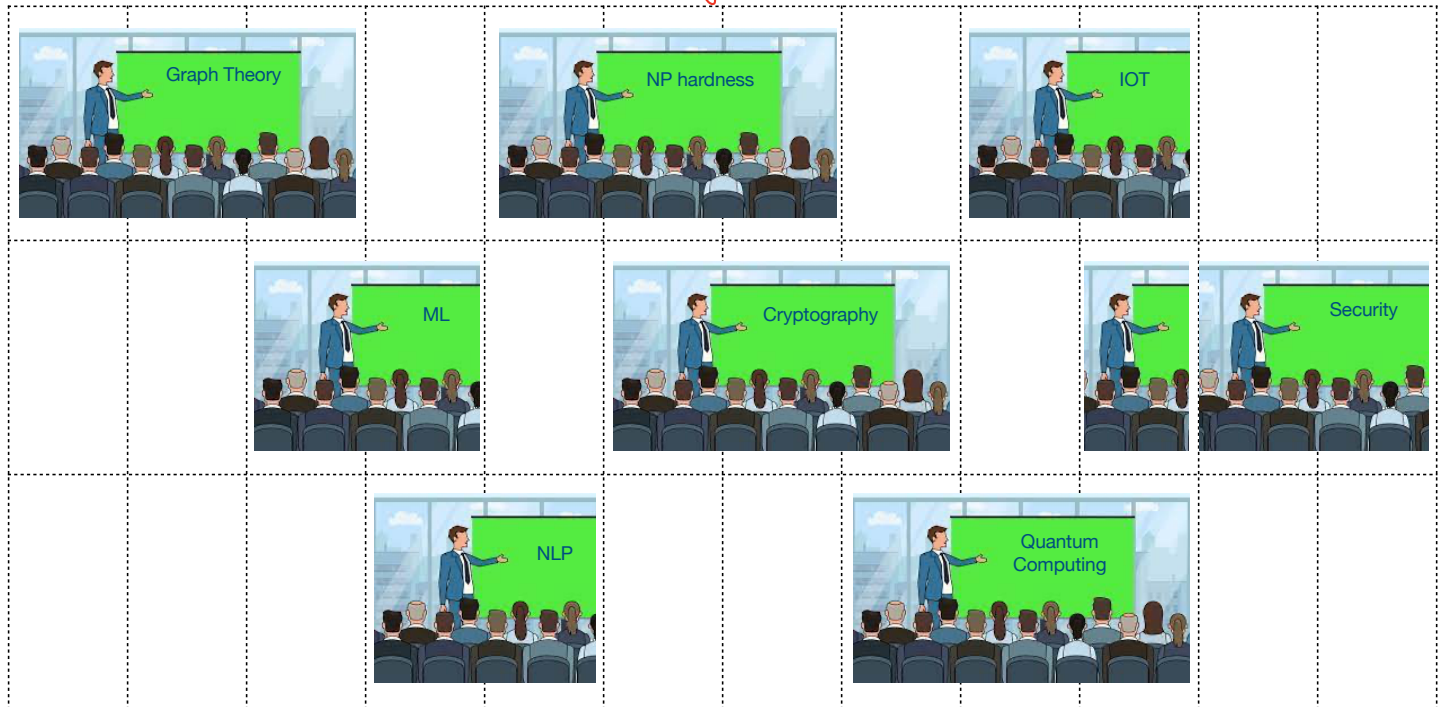 Graph Theory
NP hardness
IOT
ML
Cryptography
Security
NLP
Quantum
Computing